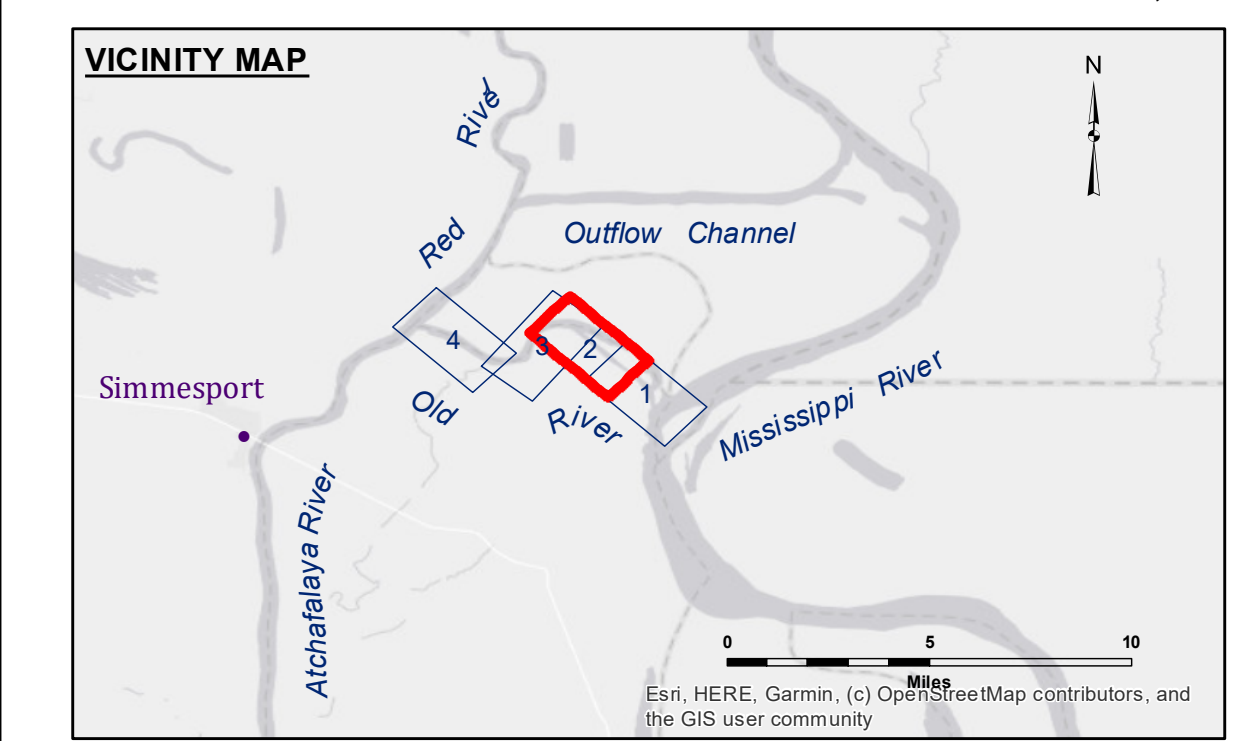 VICINITY MAP
N
Red River
Outflow Channel
4
3
2
1
Simmesport
Old River
Mississippi River
Atchafalaya River
0 5 10
Miles
Esri, HERE, Garmin, (c) OpenStreetMap contributors, and
the GIS user community